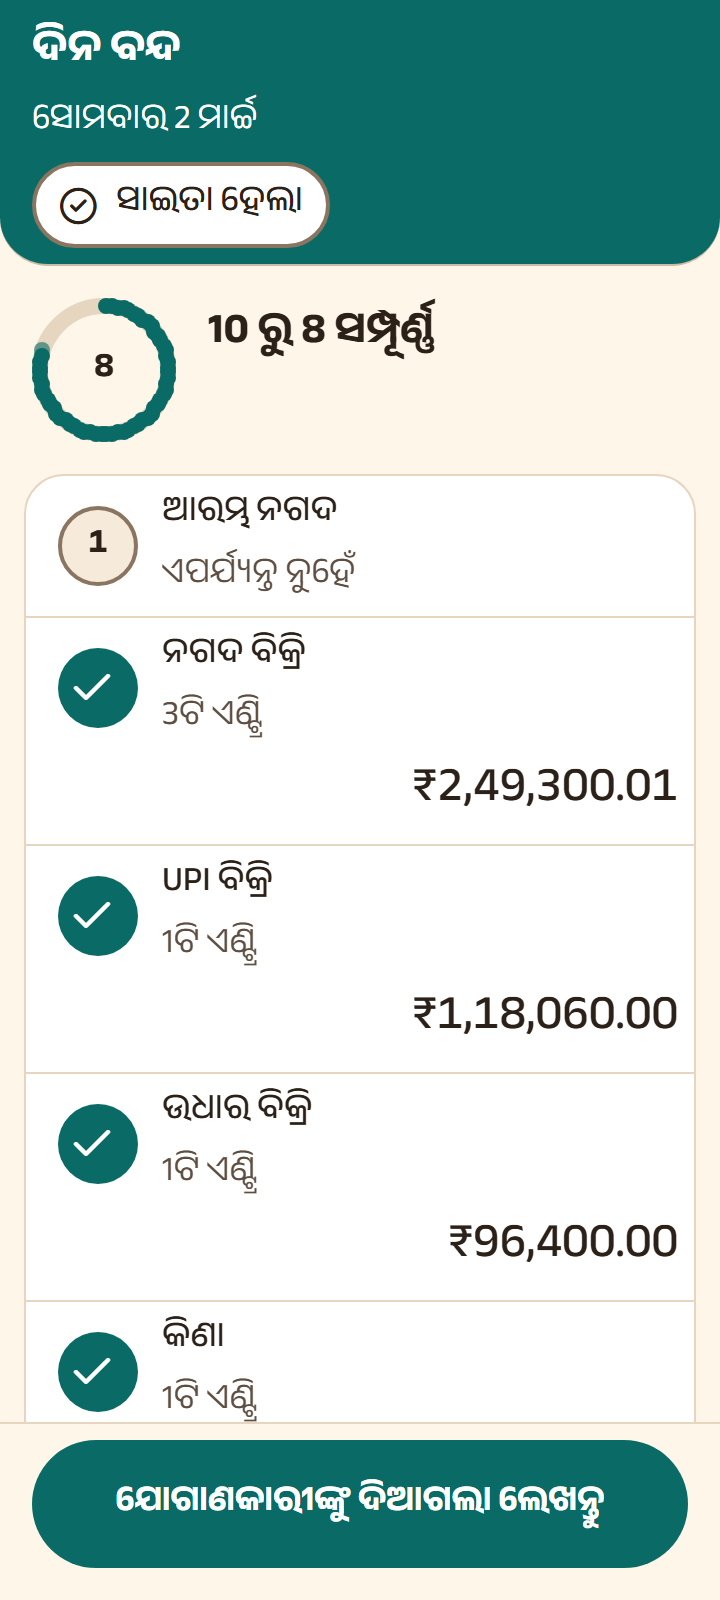 ଦିନ ବନ୍ଦ
ସୋମବାର 2 ମାର୍ଚ୍ଚ
ସାଇତା ହେଲା
8
10 ରୁ 8 ସମ୍ପୂର୍ଣ୍ଣ
1
ଆରମ୍ଭ ନଗଦ
ଏପର୍ଯ୍ୟନ୍ତ ନୁହେଁ
ନଗଦ ବିକ୍ରି
3ଟି ଏଣ୍ଟ୍ରି
₹2,49,300.01
UPI ବିକ୍ରି
1ଟି ଏଣ୍ଟ୍ରି
₹1,18,060.00
ଉଧାର ବିକ୍ରି
1ଟି ଏଣ୍ଟ୍ରି
₹96,400.00
କିଣା
1ଟି ଏଣ୍ଟ୍ରି
ଯୋଗାଣକାରୀଙ୍କୁ ଦିଆଗଲା ଲେଖନ୍ତୁ